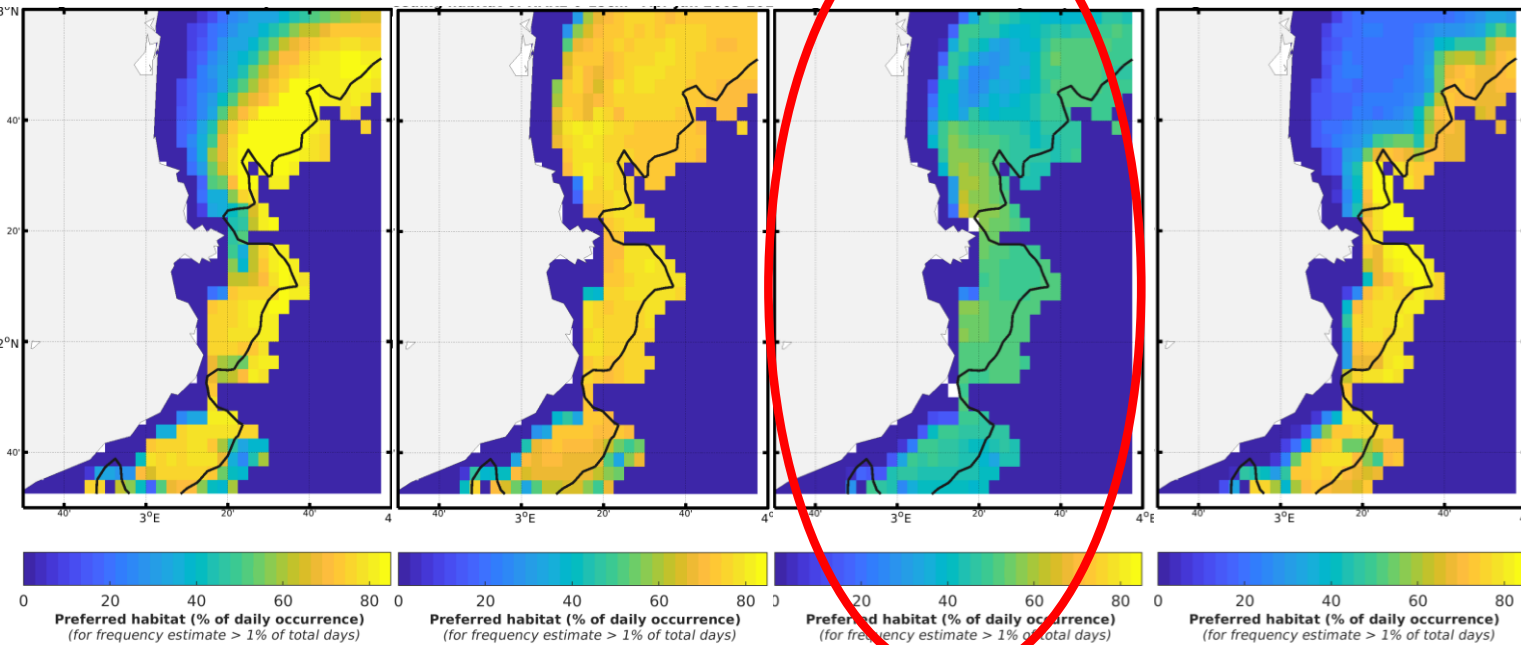 3°N
40'
20'
2°N
40'
40' 3°E 20' 40' 4
40' 3°E 20' 40' 4°
40' 3°E 20' 40' 4°E
40' 3°E 20' 40'
0 20 40 60 80
Preferred habitat (% of daily occurrence)
(for frequency estimate > 1% of total days)
0 20 40 60 80
Preferred habitat (% of daily occurrence)
(for frequency estimate > 1% of total days)
0 20 40 60 80
Preferred habitat (% of daily occurrence)
(for frequency estimate > 1% of total days)
0 20 40 60 80
Preferred habitat (% of daily occurrence)
(for frequency estimate > 1% of total days)